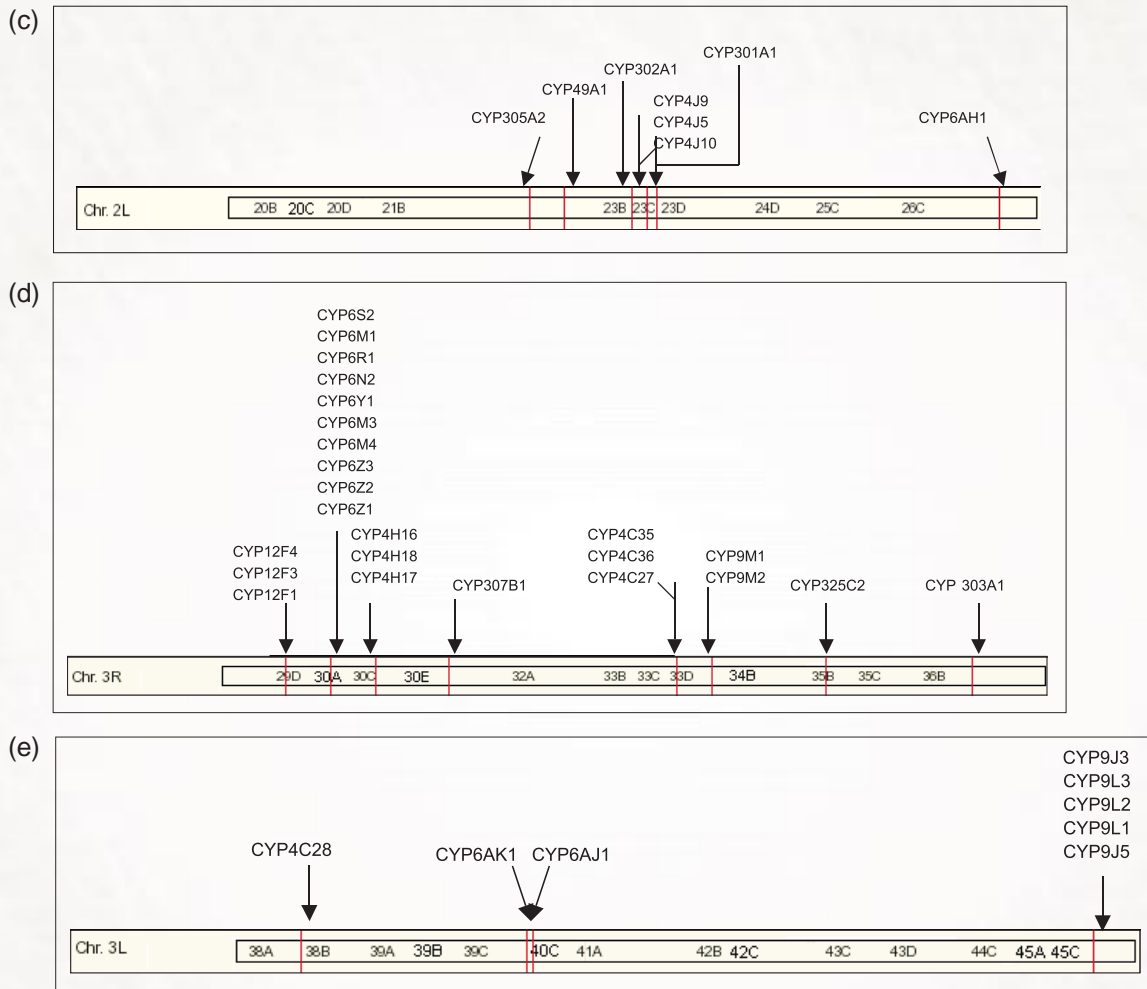 (c)
CYP301A1
CYP302A1
CYP49A1
CYP4J9
CYP305A2
CYP4J5
CYP6AH1
CYP4J10
Chr. 2L
20B 20C 20D 21B 23B 23C 23D 24D 25C 26C
(d)
CYP6S2
CYP6M1
CYP6R1
CYP6N2
CYP6Y1
CYP6M3
CYP6M4
CYP6Z3
CYP6Z2
CYP6Z1
CYP12F4
CYP12F3
CYP12F1
CYP4H16
CYP4H18
CYP4H17
CYP307B1
CYP4C35
CYP4C36
CYP4C27
CYP9M1
CYP9M2
CYP325C2
CYP 303A1
Chr. 3R
29D 30A 30C 30E 32A 33B 33C 33D 34B 35B 35C 36B
(e)
CYP9J3
CYP9L3
CYP9L2
CYP9L1
CYP9J5
CYP4C28
CYP6AK1
CYP6AJ1
Chr. 3L
38A 38B 39A 39B 39C 40C 41A 42B 42C 43C 43D 44C 45A 45C